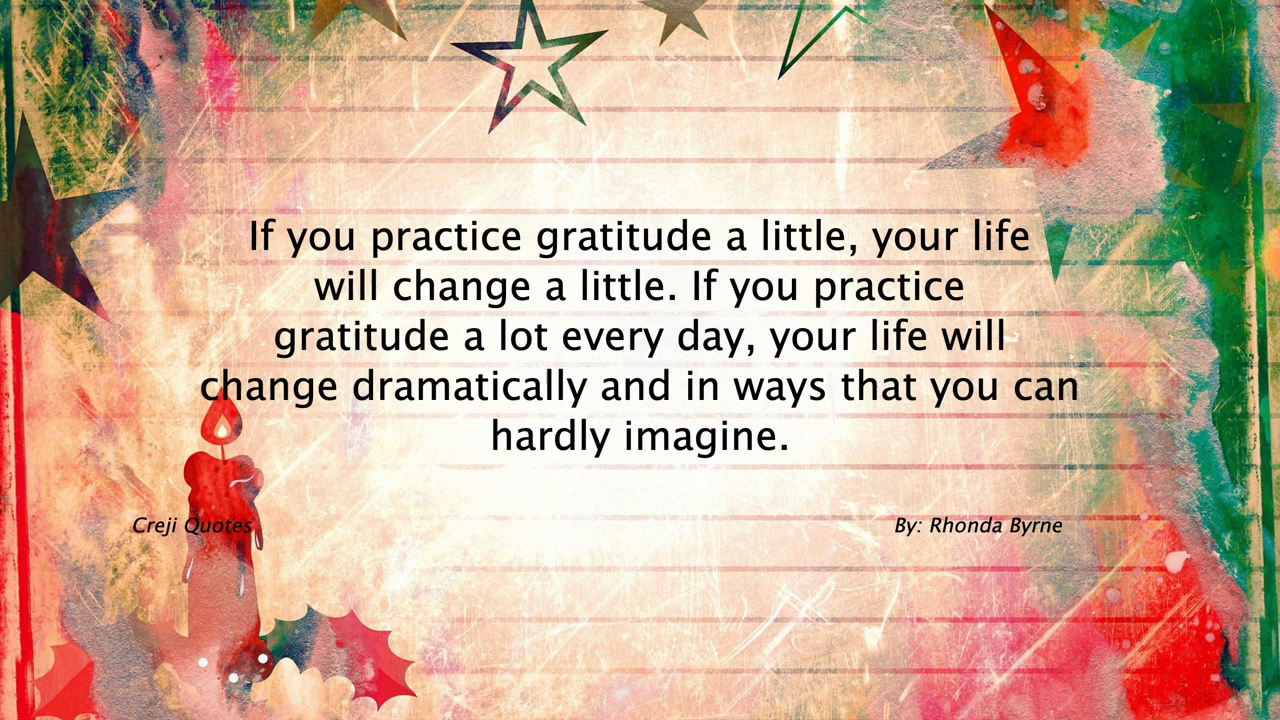 If you practice gratitude a little, your life
will change a little. If you practice
gratitude a lot every day, your life will
change dramatically and in ways that you can
hardly imagine.
Creji Quotes
By: Rhonda Byrne